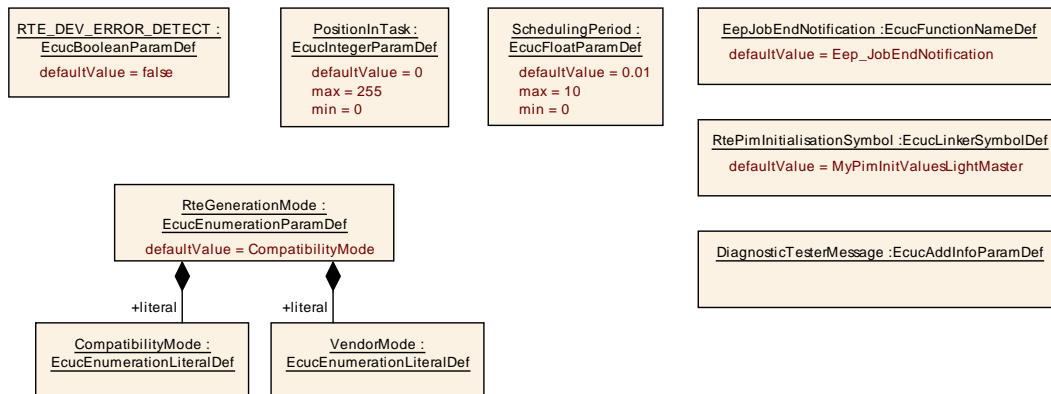 RTE_DEV_ERROR_DETECT :
EcucBooleanParamDef
defaultValue = false
PositionInTask:
EcucIntegerParamDef
defaultValue = 0
max = 255
min = 0
SchedulingPeriod :
EcucFloatParamDef
defaultValue = 0.01
max = 10
min = 0
EepJobEndNotification :EcucFunctionNameDef
defaultValue = Eep_JobEndNotification
RtePimInitialisationSymbol :EcucLinkerSymbolDef
defaultValue = MyPimInitValuesLightMaster
DiagnosticTesterMessage :EcucAddInfoParamDef
RteGenerationMode :
EcucEnumerationParamDef
defaultValue = CompatibilityMode
+literal
+literal
CompatibilityMode :
EcucEnumerationLiteralDef
VendorMode :
EcucEnumerationLiteralDef